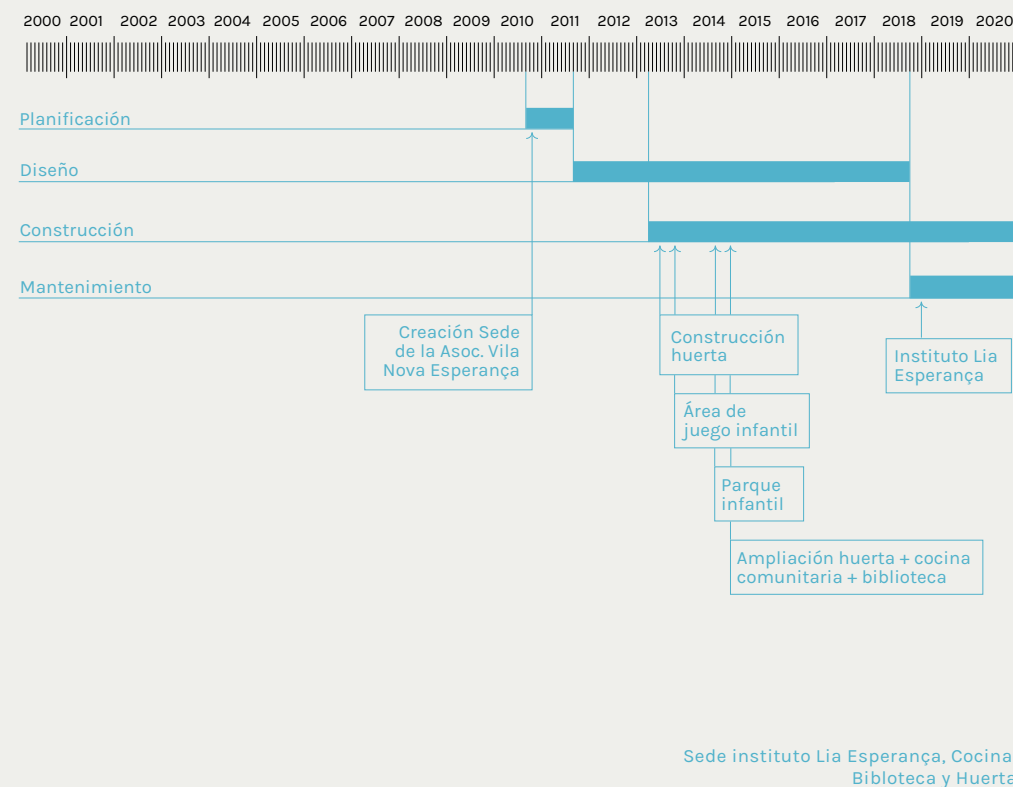 2000 2001 2002 2003 2004 2005 2006 2007 2008 2009 2010 2011 2012 2013 2014 2015 2016 2017 2018 2019 2020
Planificación
Diseño
Construcción
Mantenimiento
Creación Sede
de la Asoc. Vila
Nova Esperança
Construcción
huerta
Instituto Lia
Esperança
Área de
juego infantil
Parque
infantil
Ampliación huerta + cocina
comunitaria + biblioteca
Sede instituto Lia Esperança, Cocina
Bibloteca y Huerta